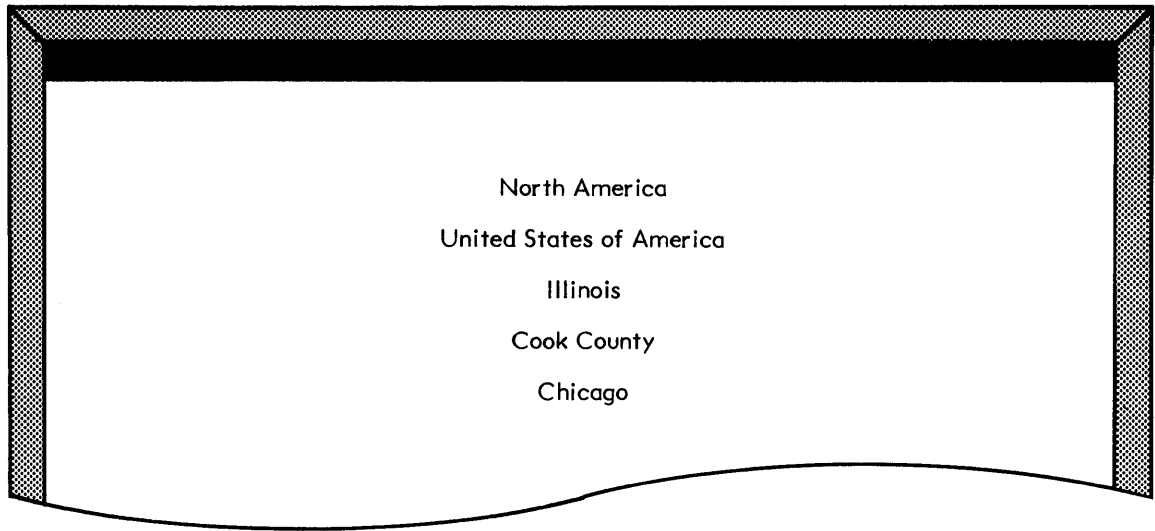 North America
United States of America
Illinois
Cook County
Chicago